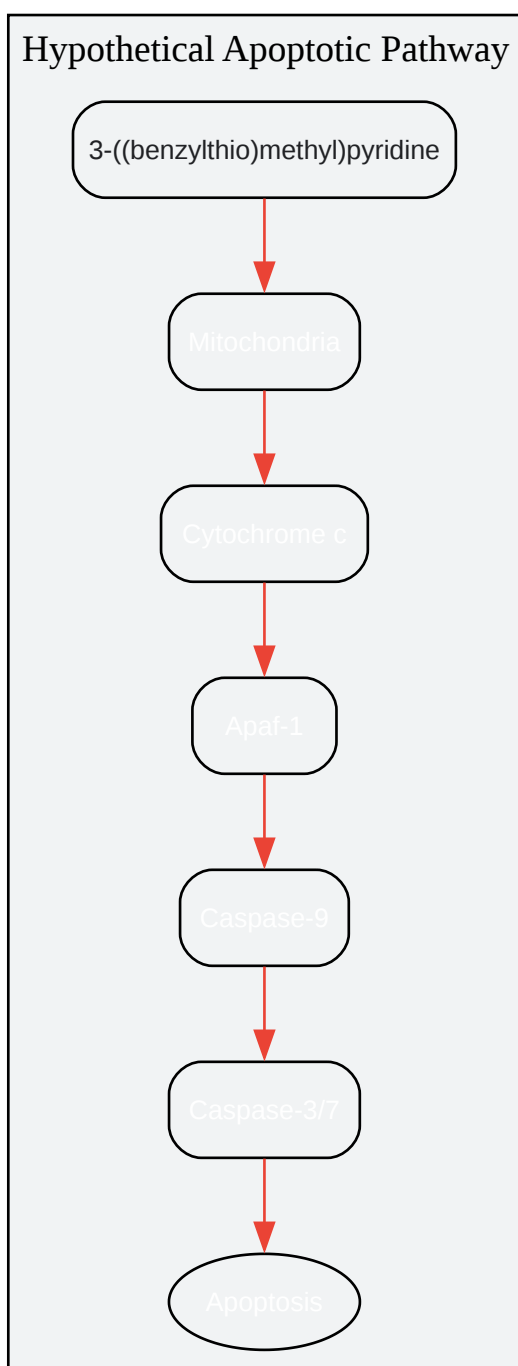 Hypothetical Apoptotic Pathway
3-((benzylthio)methyl)pyridine
Mitochondria
Cytochrome c
Apaf-1
Caspase-9
Caspase-3/7
Apoptosis